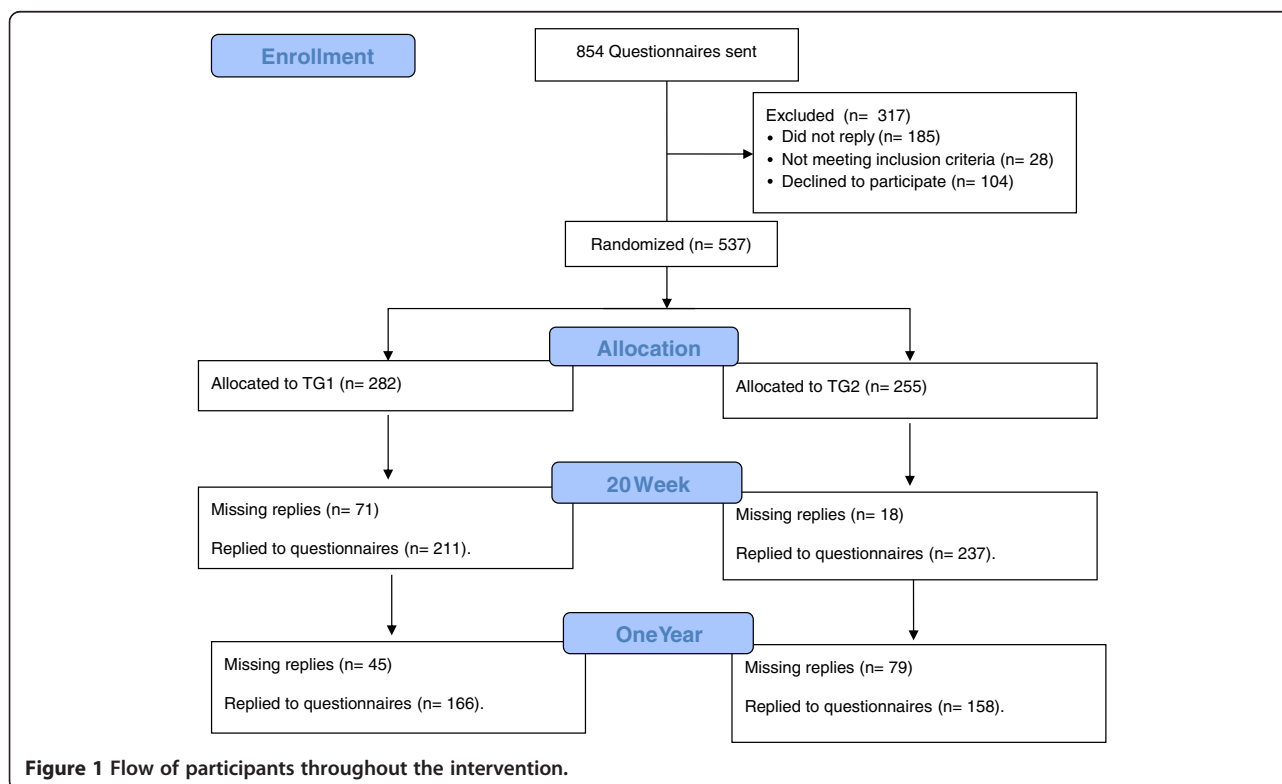 Enrollment
854 Questionnaires sent
Excluded (n= 317)
• Did not reply (n= 185)
• Not meeting inclusion criteria (n= 28)
• Declined to participate (n= 104)
Randomized (n= 537)
Allocation
Allocated to TG1 (n= 282)
Allocated to TG2 (n= 255)
20 Week
Missing replies (n= 71)
Replied to questionnaires (n= 211).
Missing replies (n= 18)
Replied to questionnaires (n= 237).
One Year
Missing replies (n= 45)
Replied to questionnaires (n= 166).
Missing replies (n= 79)
Replied to questionnaires (n= 158).
Figure 1 Flow of participants throughout the intervention.